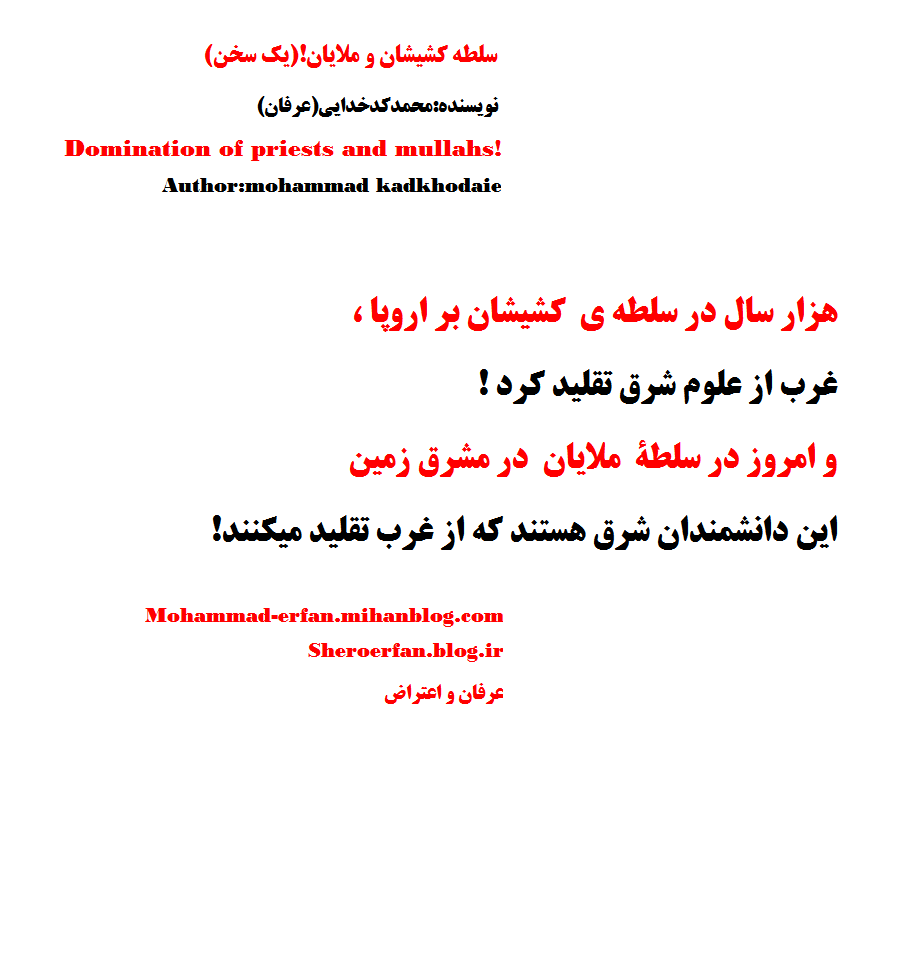 سلطه کشیشان و ملایان!(یک سخن)
نویسنده:محمدکدخدایی(عرفان)
Domination of priests and mullahs!
Author:mohammad kadkhodaie
هزار سال در سلطه ی کشیشان بر اروپا ،
غرب از علوم شرق تقلید کرد !
و امروز در سلطهٔ ملایان در مشرق زمین
این دانشمندان شرق هستند که از غرب تقلید میکنند!
Mohammad-erfan.mihanblog.com
Sheroerfan.blog.ir
عرفان و اعتراض